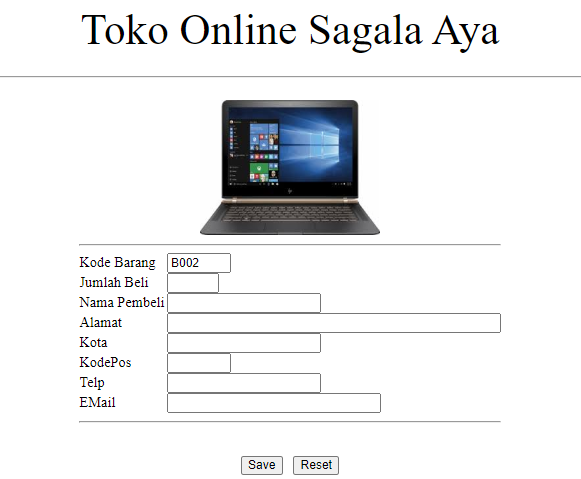 Toko Online Sagala Aya
Kode Barang B002
Jumlah Beli
Nama Pembeli
Alamat
Kota
KodePos
Telp
EMail
Save Reset